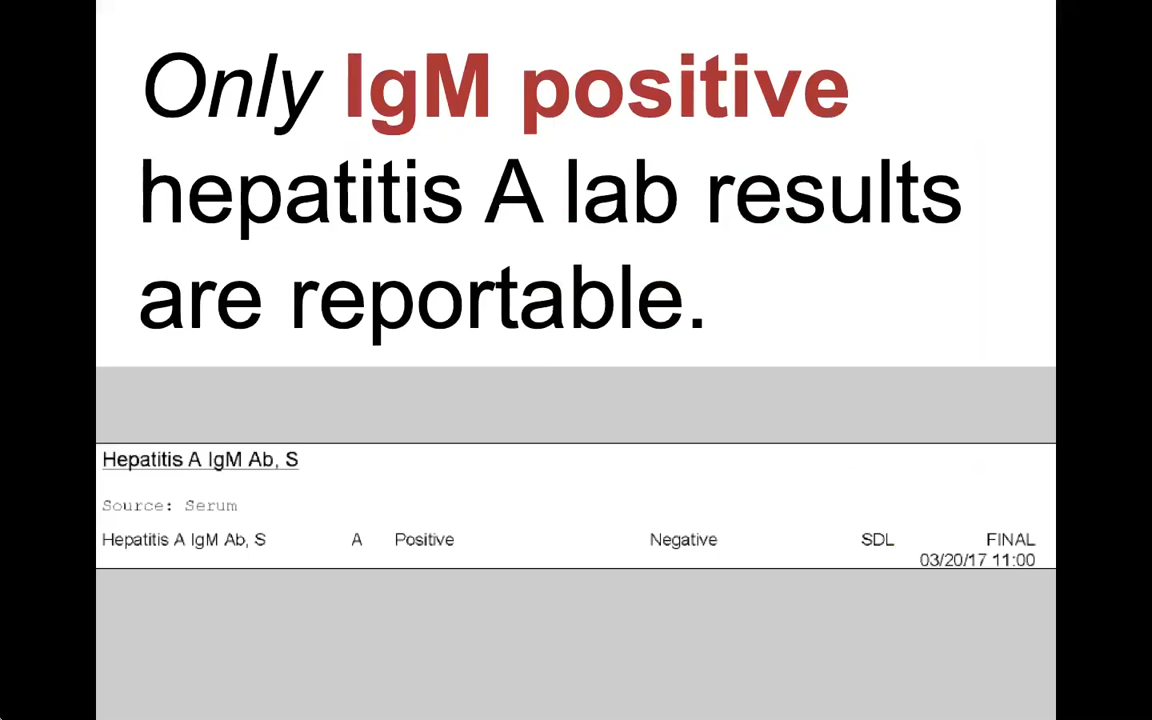 Only IgM positive
hepatitis A lab results
are reportable.
Hepatitis A IgM Ab, S
Source: Serum
Hepatitis A IgM Ab, S A Positive Negative SDL FINAL
03/20/17 11:00